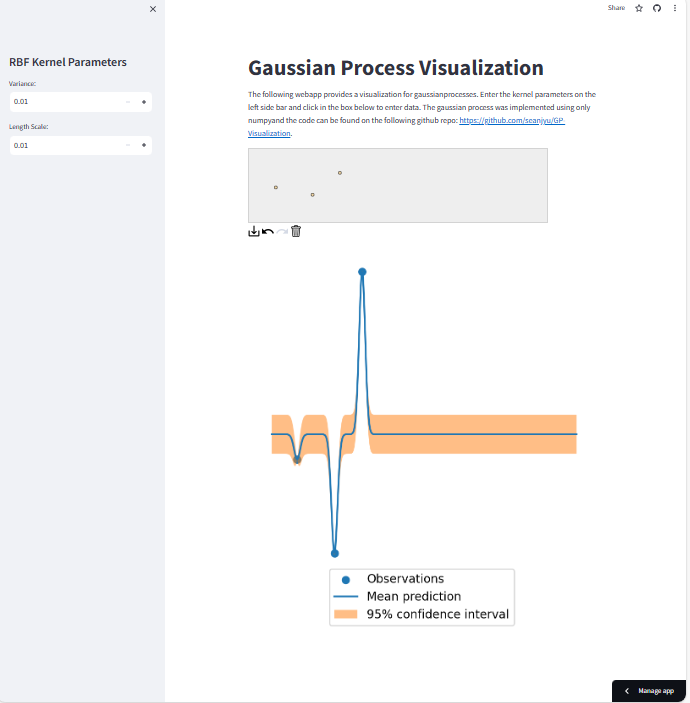 Share
RBF Kernel Parameters
Variance:
0.01
Length Scale:
0.01
Gaussian Process Visualization
The following webapp provides a visualization for gaussianprocesses. Enter the kernel parameters on the
left side bar and click in the box below to enter data. The gaussian process was implemented using only
numpyand the code can be found on the following github repo: https://github.com/seanjyu/GP-
Visualization.
Observations
Mean prediction
95% confidence interval
Manage app